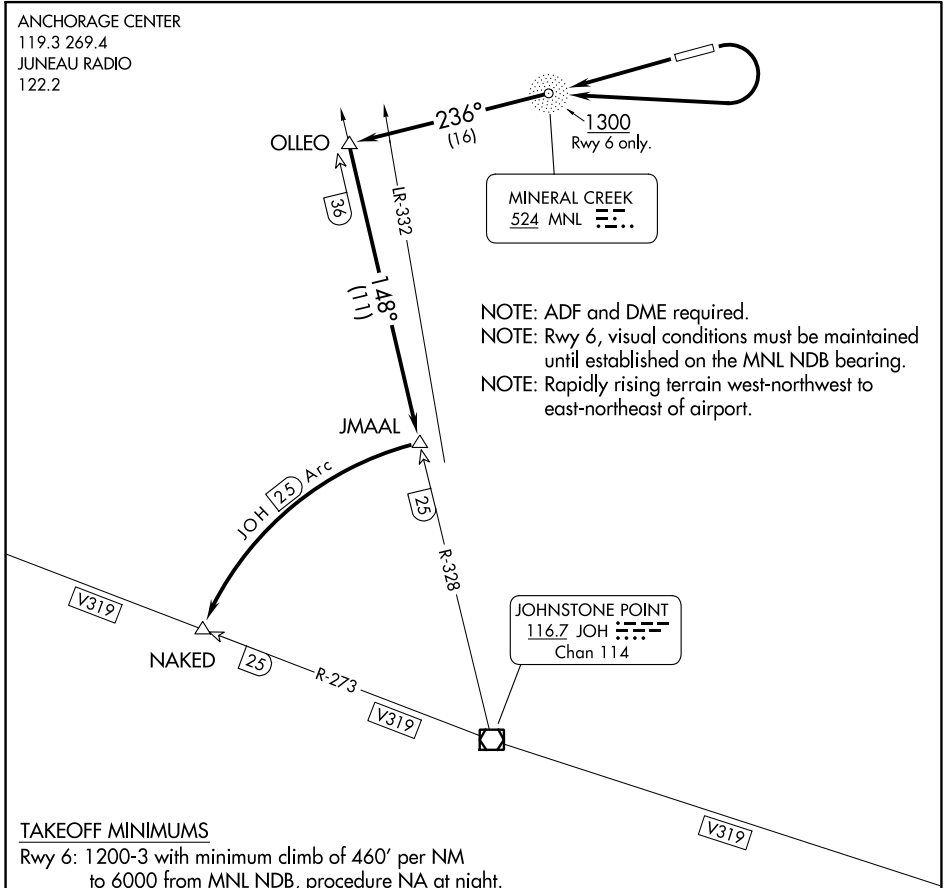 ANCHORAGE CENTER
119.3 269.4
JUNEAU RADIO
122.2
236°
(16)
1300
Rwy 6 only.
OLLEO
36
LR-332
MINERAL CREEK
524 MNL
148°
(11)
NOTE: ADF and DME required.
NOTE: Rwy 6, visual conditions must be maintained
until established on the MNL NDB bearing.
NOTE: Rapidly rising terrain west-northwest to
east-northeast of airport.
JMAAL
JOH 25 Arc
25
R-328
V319
JOHNSTONE POINT
116.7 JOH
Chan 114
NAKED
25
R-273
V319
V319
TAKEOFF MINIMUMS
Rwy 6: 1200-3 with minimum climb of 460' per NM
to 6000 from MNL NDB, procedure NA at night.